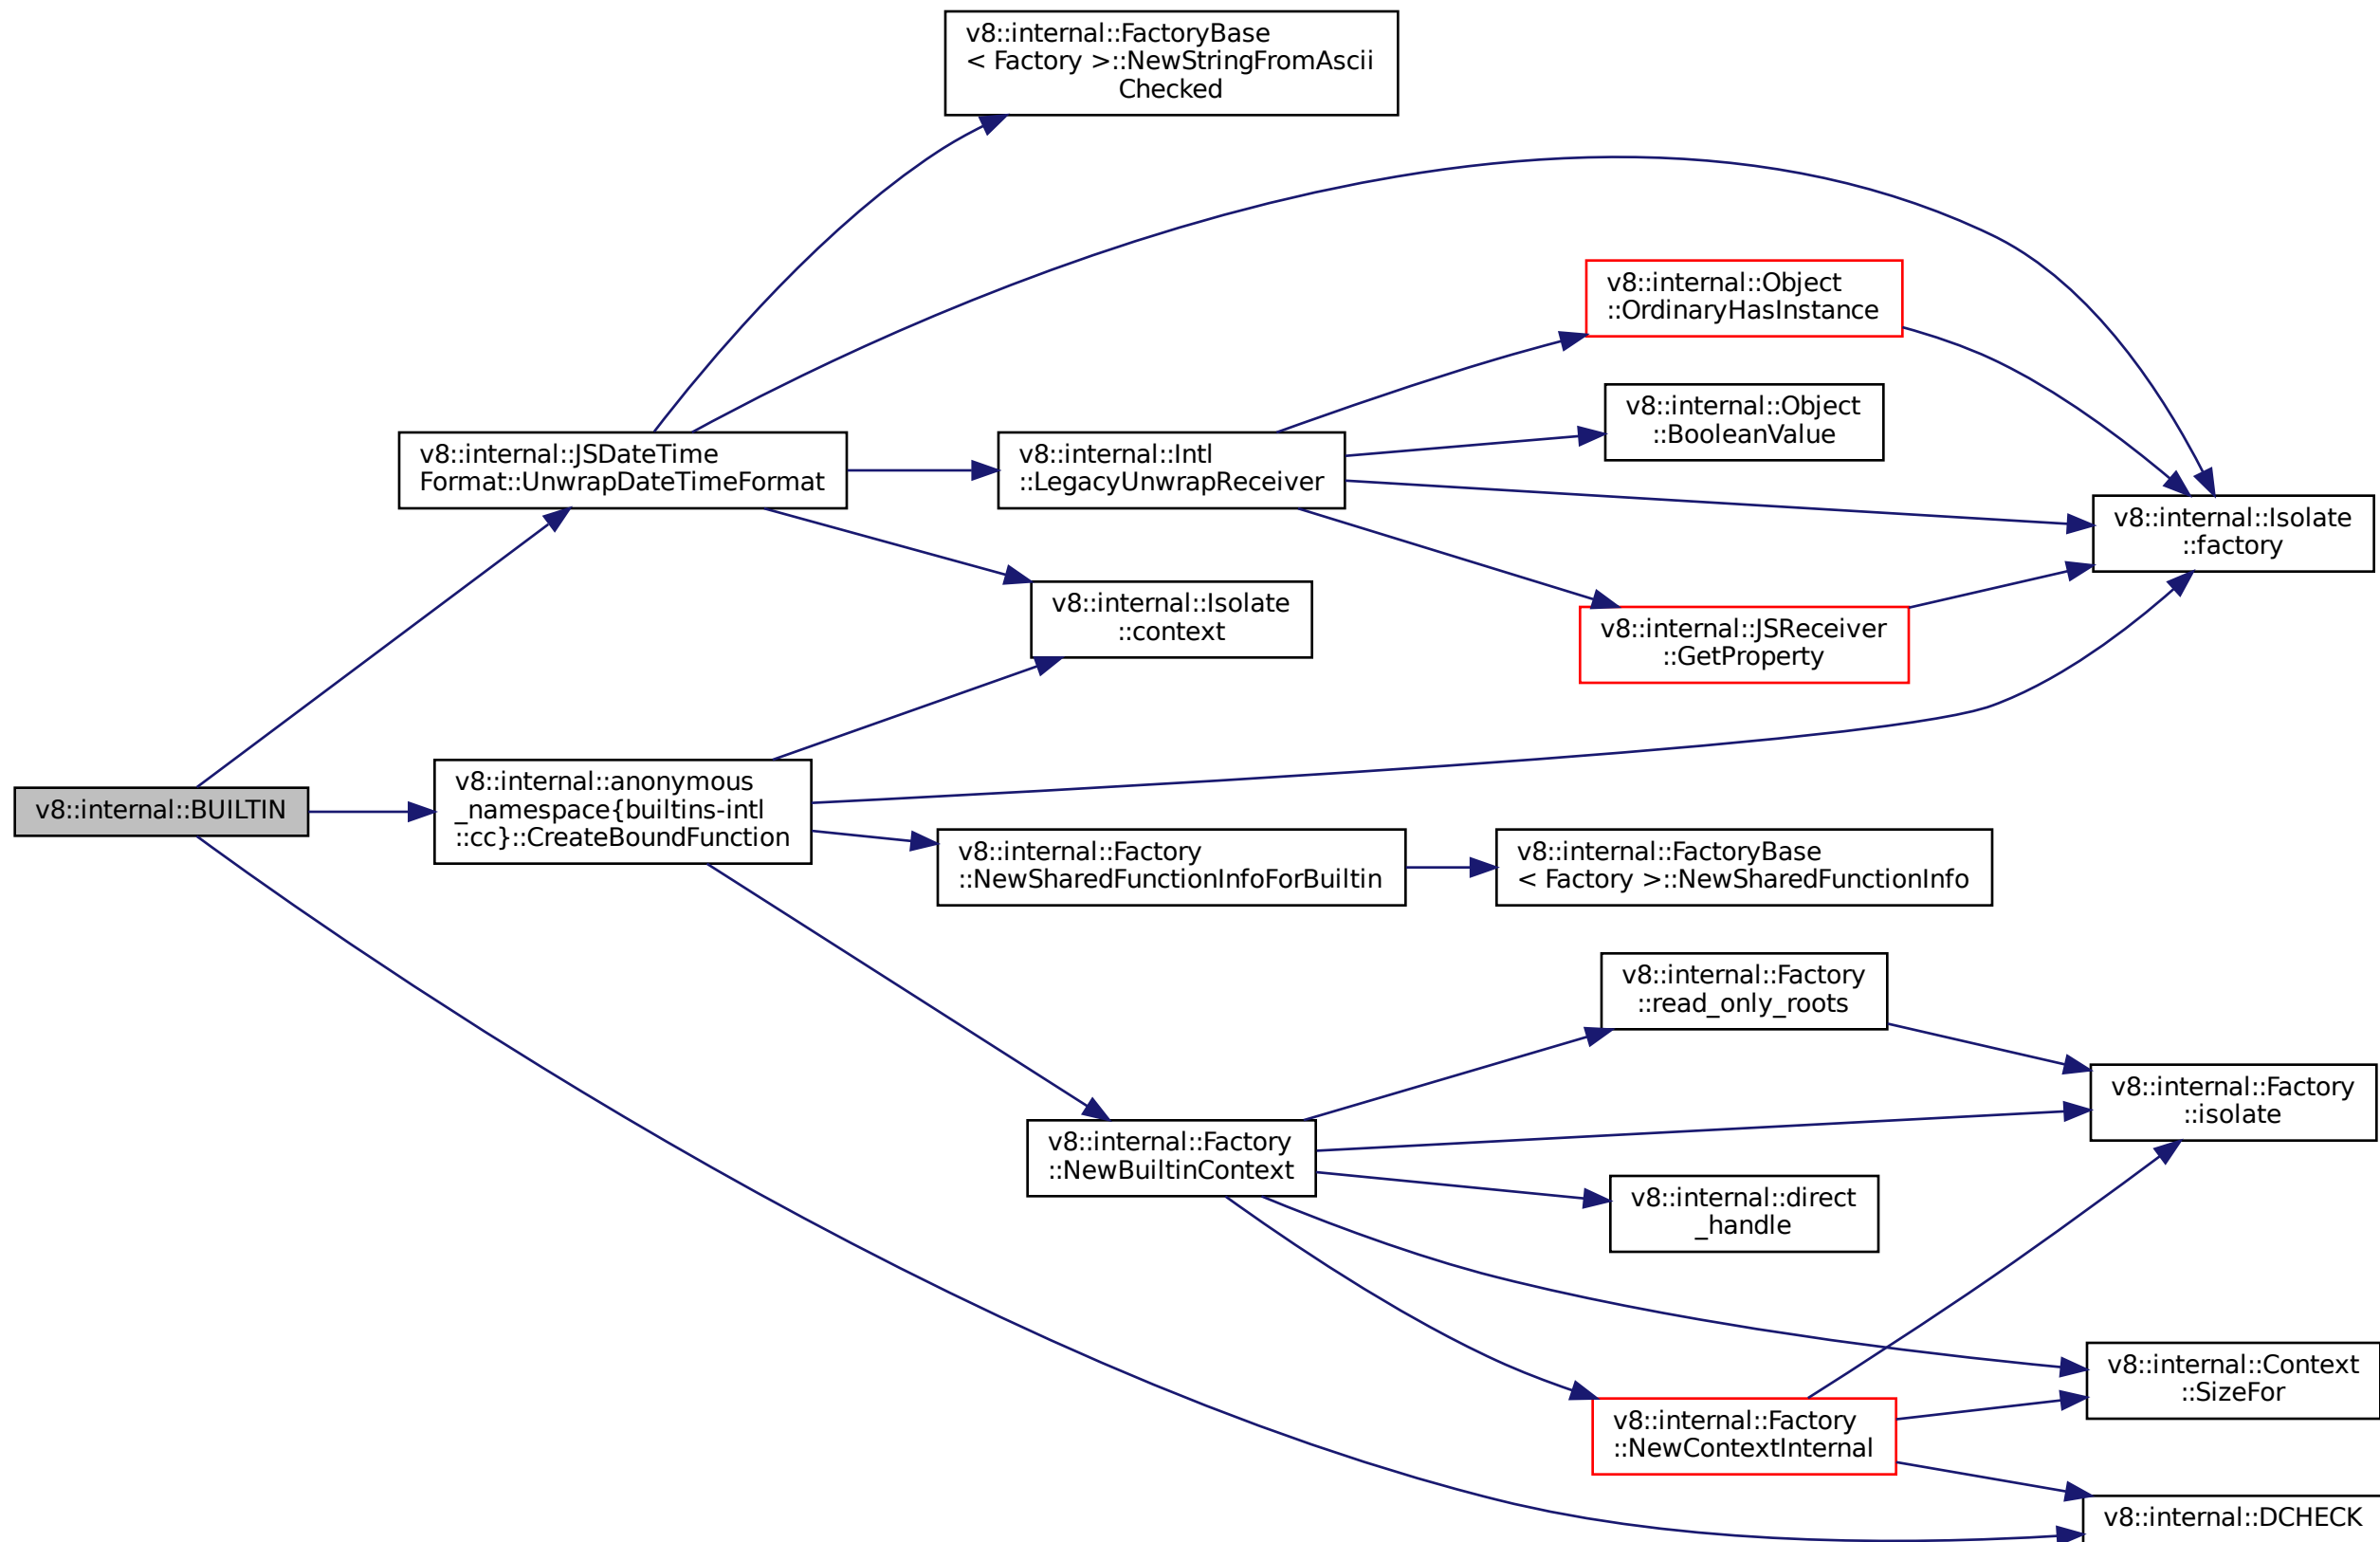 v8::internal::FactoryBase
< Factory >::NewStringFromAscii
Checked
v8::internal::Object
::OrdinaryHasInstance
v8::internal::Object
::BooleanValue
v8::internal::JSDateTime
Format::UnwrapDateTimeFormat
v8::internal::Intl
::LegacyUnwrapReceiver
v8::internal::Isolate
::factory
v8::internal::Isolate
::context
v8::internal::JSReceiver
::GetProperty
v8::internal::BUILTIN
v8::internal::anonymous
_namespace{builtins-intl
::cc}::CreateBoundFunction
v8::internal::Factory
::NewSharedFunctionInfoForBuiltin
v8::internal::FactoryBase
< Factory >::NewSharedFunctionInfo
v8::internal::Factory
::read_only_roots
v8::internal::Factory
::isolate
v8::internal::Factory
::NewBuiltinContext
v8::internal::direct
_handle
v8::internal::Context
::SizeFor
v8::internal::Factory
::NewContextInternal
v8::internal::DCHECK